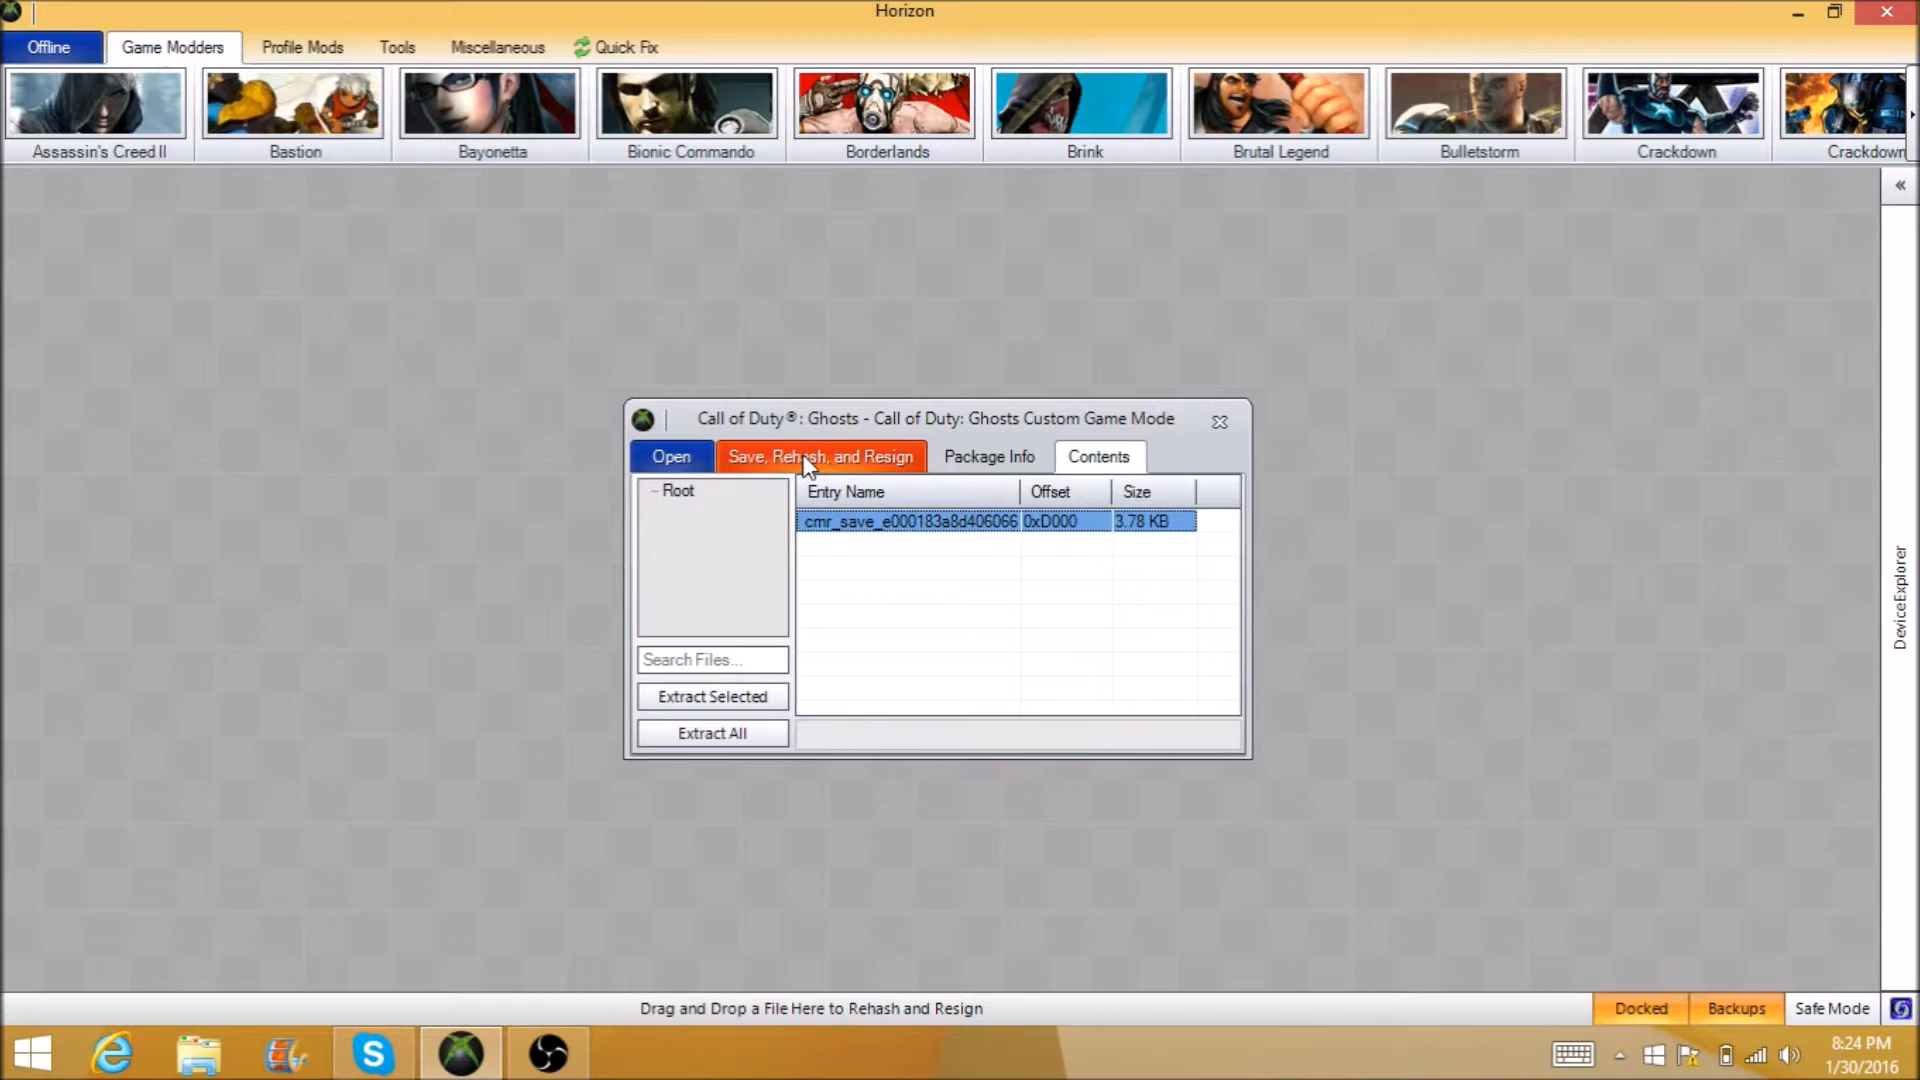 Horizon
Offline
Game Modders
Profile Mods
Tools
Miscellaneous
Quick Fix
Assassin's Creed II
Bastion
Bayonetta
Bionic Commando
Borderlands
Brink
Brutal Legend
Bulletstorm
Crackdown
Crackdown
«
Call of Duty®: Ghosts - Call of Duty: Ghosts Custom Game Mode
Open
Save, Rehash, and Resign
Package Info
Contents
Root
Entry Name
Offset
Size
cmr_save_e000183a8d406066
0xD000
3.78 KB
Search Files...
Extract Selected
Extract All
DeviceExplorer
Drag and Drop a File Here to Rehash and Resign
Docked
Backups
Safe Mode
8:24 PM
1/30/2016